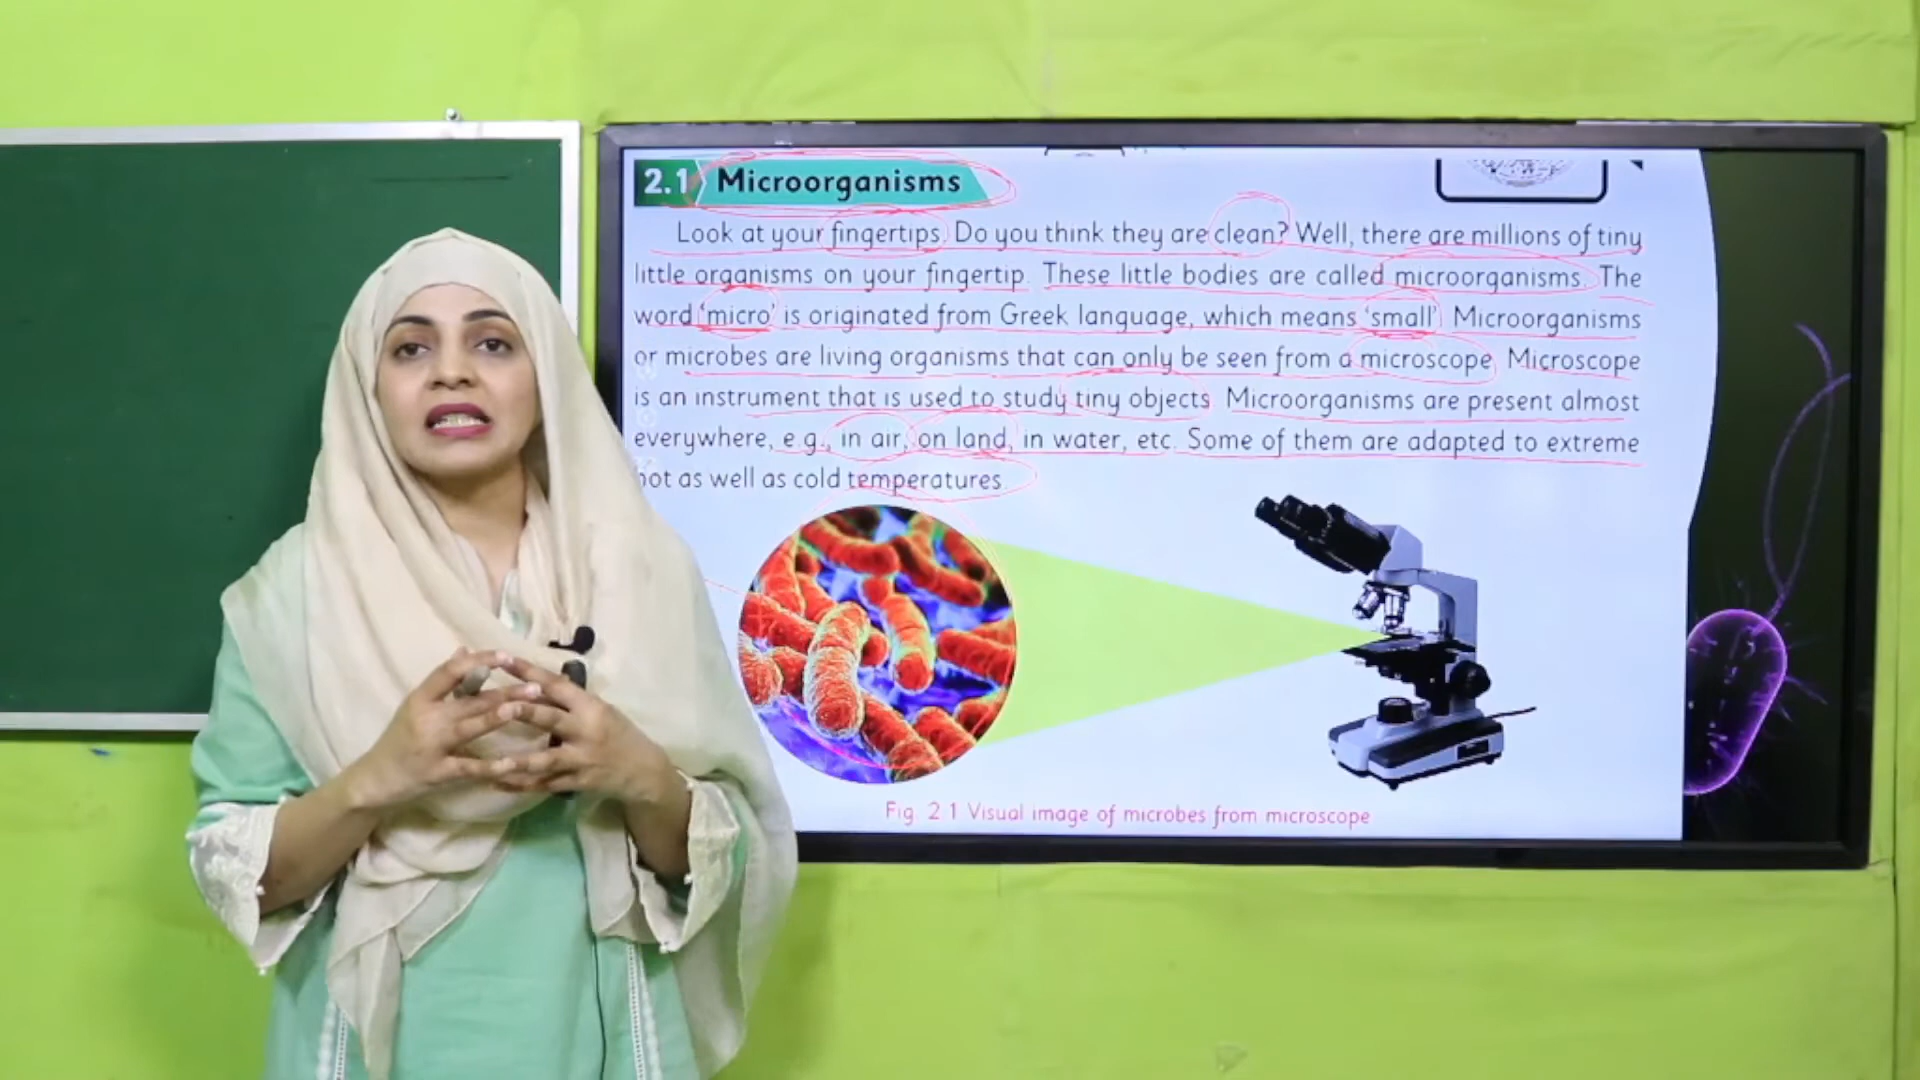 2.1 Microorganisms
Look at your fingertips. Do you think they are clean? Well, there are millions of tiny
little organisms on your fingertip. These little bodies are called microorganisms. The
word 'micro' is originated from Greek language, which means 'small'. Microorganisms
or microbes are living organisms that can only be seen from a microscope. Microscope
is an instrument that is used to study tiny objects. Microorganisms are present almost
everywhere, e.g., in air, on land, in water, etc. Some of them are adapted to extreme
hot as well as cold temperatures.
Fig. 2.1 Visual image of microbes from microscope